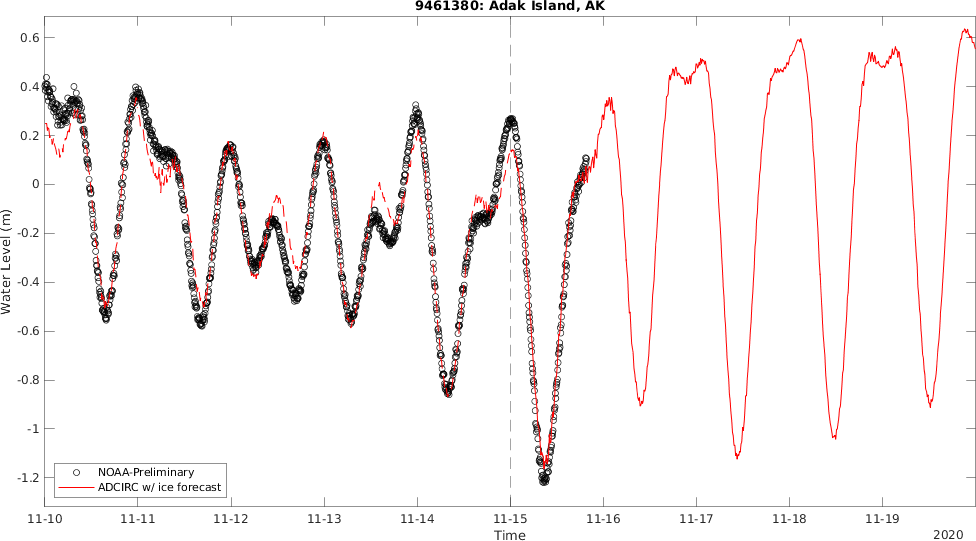 9461380: Adak Island, AK
Water Level (m)
0.6
0.4
0.2
0
-0.2
-0.4
-0.6
-0.8
-1
-1.2
NOAA-Preliminary
ADCIRC w/ ice forecast
11-10 11-11 11-12 11-13 11-14 11-15 11-16 11-17 11-18 11-19
Time
2020